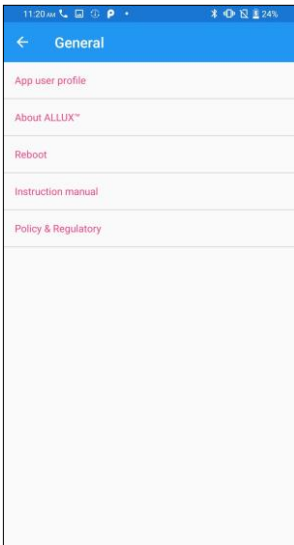 11:20 AM 24%
General
App user profile
About ALLUX™
Reboot
Instruction manual
Policy & Regulatory